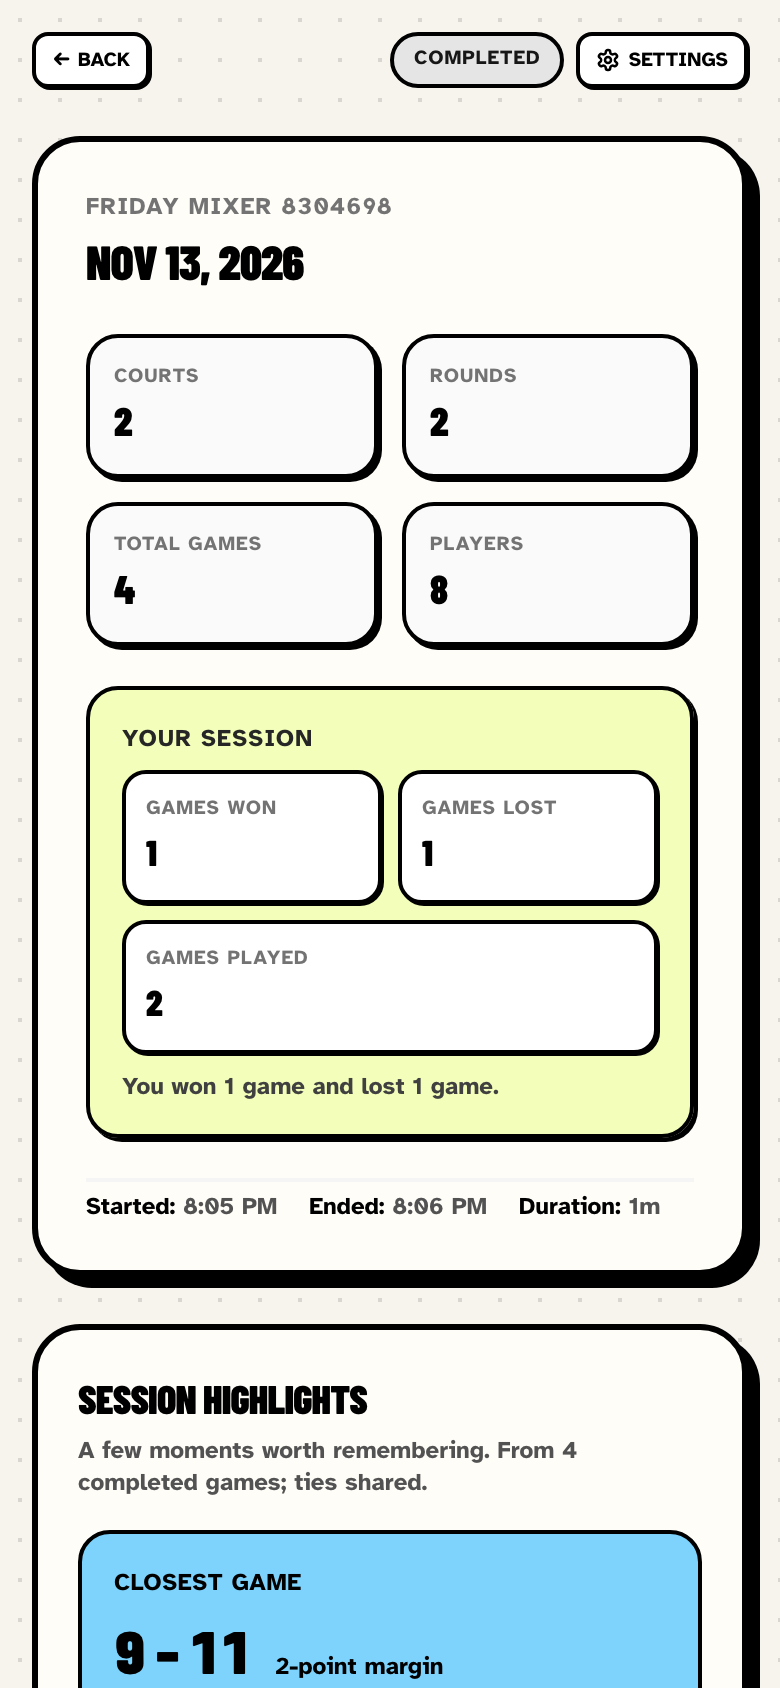 ← BACK
COMPLETED
SETTINGS
FRIDAY MIXER 8304698
NOV 13, 2026
COURTS
2
ROUNDS
2
TOTAL GAMES
4
PLAYERS
8
YOUR SESSION
GAMES WON
1
GAMES LOST
1
GAMES PLAYED
2
You won 1 game and lost 1 game.
Started: 8:05 PM Ended: 8:06 PM Duration: 1m
SESSION HIGHLIGHTS
A few moments worth remembering. From 4
completed games; ties shared.
CLOSEST GAME
9 – 11 2-point margin